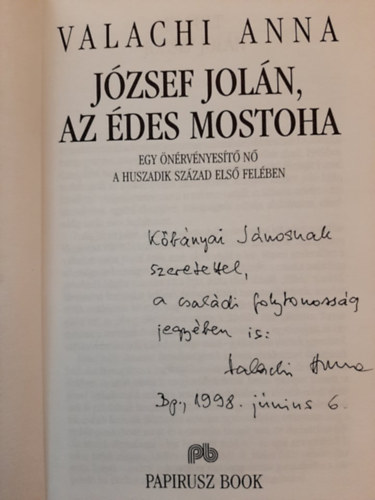 VALACHI ANNA
JÓZSEF JOLÁN,
AZ ÉDES MOSTOHA
EGY ÖNÉRVÉNYESÍTŐ NŐ
A HUSZADIK SZÁZAD ELSŐ FELÉBEN
Kőbányai Jánosnak
szeretettel,
a családi folytonosság
jegyében is:
Valachi Anna
Bp., 1998. június 6.
pb
PAPIRUSZ BOOK